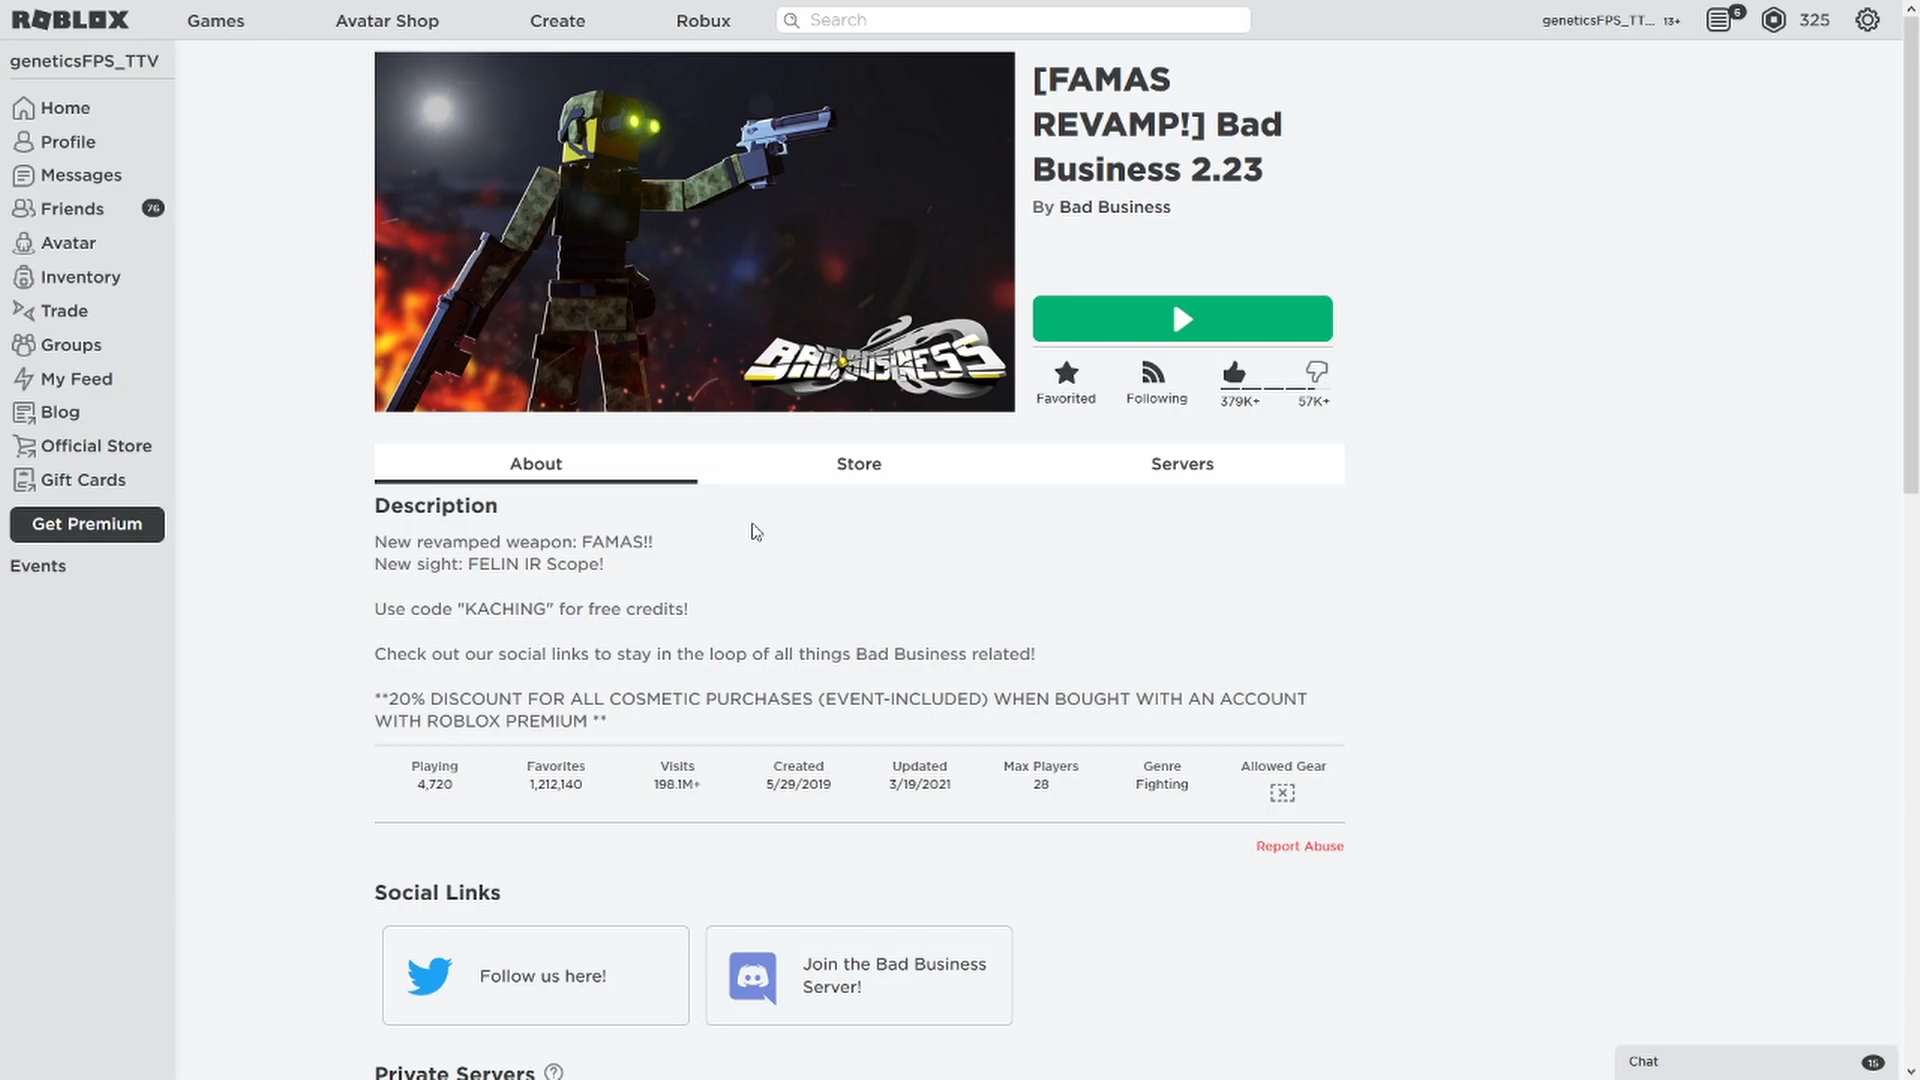 ROBLOX
Games
Avatar Shop
Create
Robux
Search
geneticsFPS_TT... 13+
6
325
geneticsFPS_TTV
Home
Profile
Messages
Friends 76
Avatar
Inventory
Trade
Groups
My Feed
Blog
Official Store
Gift Cards
Get Premium
Events
BAD BUSINESS
[FAMAS
REVAMP!] Bad
Business 2.23
By Bad Business
Favorited
Following
379K+
57K+
About
Store
Servers
Description
New revamped weapon: FAMAS!!
New sight: FELIN IR Scope!
Use code "KACHING" for free credits!
Check out our social links to stay in the loop of all things Bad Business related!
**20% DISCOUNT FOR ALL COSMETIC PURCHASES (EVENT-INCLUDED) WHEN BOUGHT WITH AN ACCOUNT
WITH ROBLOX PREMIUM **
Playing Favorites Visits Created Updated Max Players Genre Allowed Gear
4,720 1,212,140 198.1M+ 5/29/2019 3/19/2021 28 Fighting
Report Abuse
Social Links
Follow us here!
Join the Bad Business
Server!
Private Servers ?
Chat 15